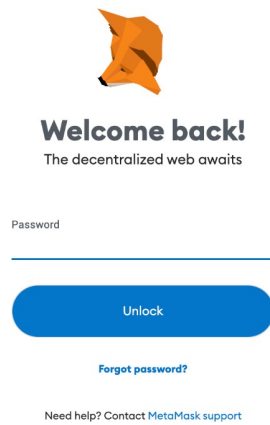 Welcome back!
The decentralized web awaits
Password
Unlock
Forgot password?
Need help? Contact MetaMask support